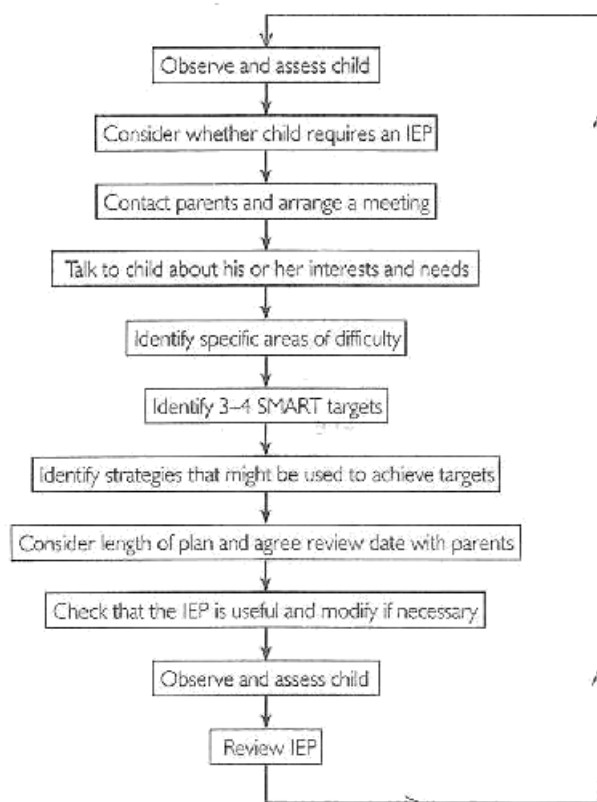 Observe and assess child
Consider whether child requires an IEP
Contact parents and arrange a meeting
Talk to child about his or her interests and needs
Identify specific areas of difficulty
Identify 3–4 SMART targets
Identify strategies that might be used to achieve targets
Consider length of plan and agree review date with parents
Check that the IEP is useful and modify if necessary
Observe and assess child
Review IEP